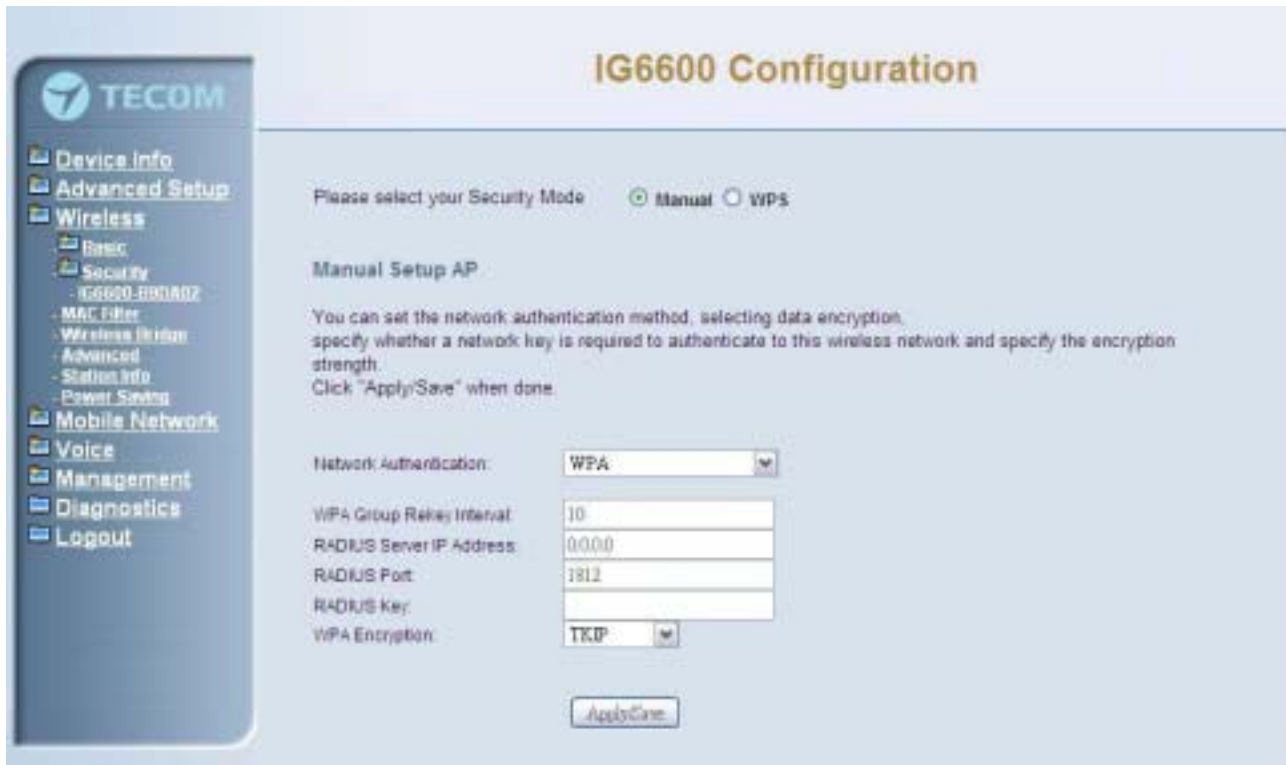 IG6600 Configuration
TECOM
Device Info
Advanced Setup
Wireless
Basic
Security
IG6600-B9DA02
MAC Filter
Wireless Bridge
Advanced
Station Info
Power Saving
Mobile Network
Voice
Management
Diagnostics
Logout
Please select your Security Mode Manual WPS
Manual Setup AP
You can set the network authentication method, selecting data encryption,
specify whether a network key is required to authenticate to this wireless network and specify the encryption
strength.
Click "Apply/Save" when done.
Network Authentication: WPA
WPA Group Rekey Interval: 10
RADIUS Server IP Address: 0.0.0.0
RADIUS Port: 1812
RADIUS Key:
WPA Encryption: TKIP
Apply/Save